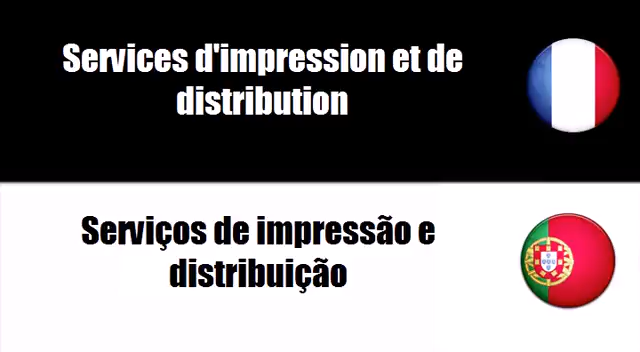 Services d'impression et de
distribution
Serviços de impressão e
distribuição